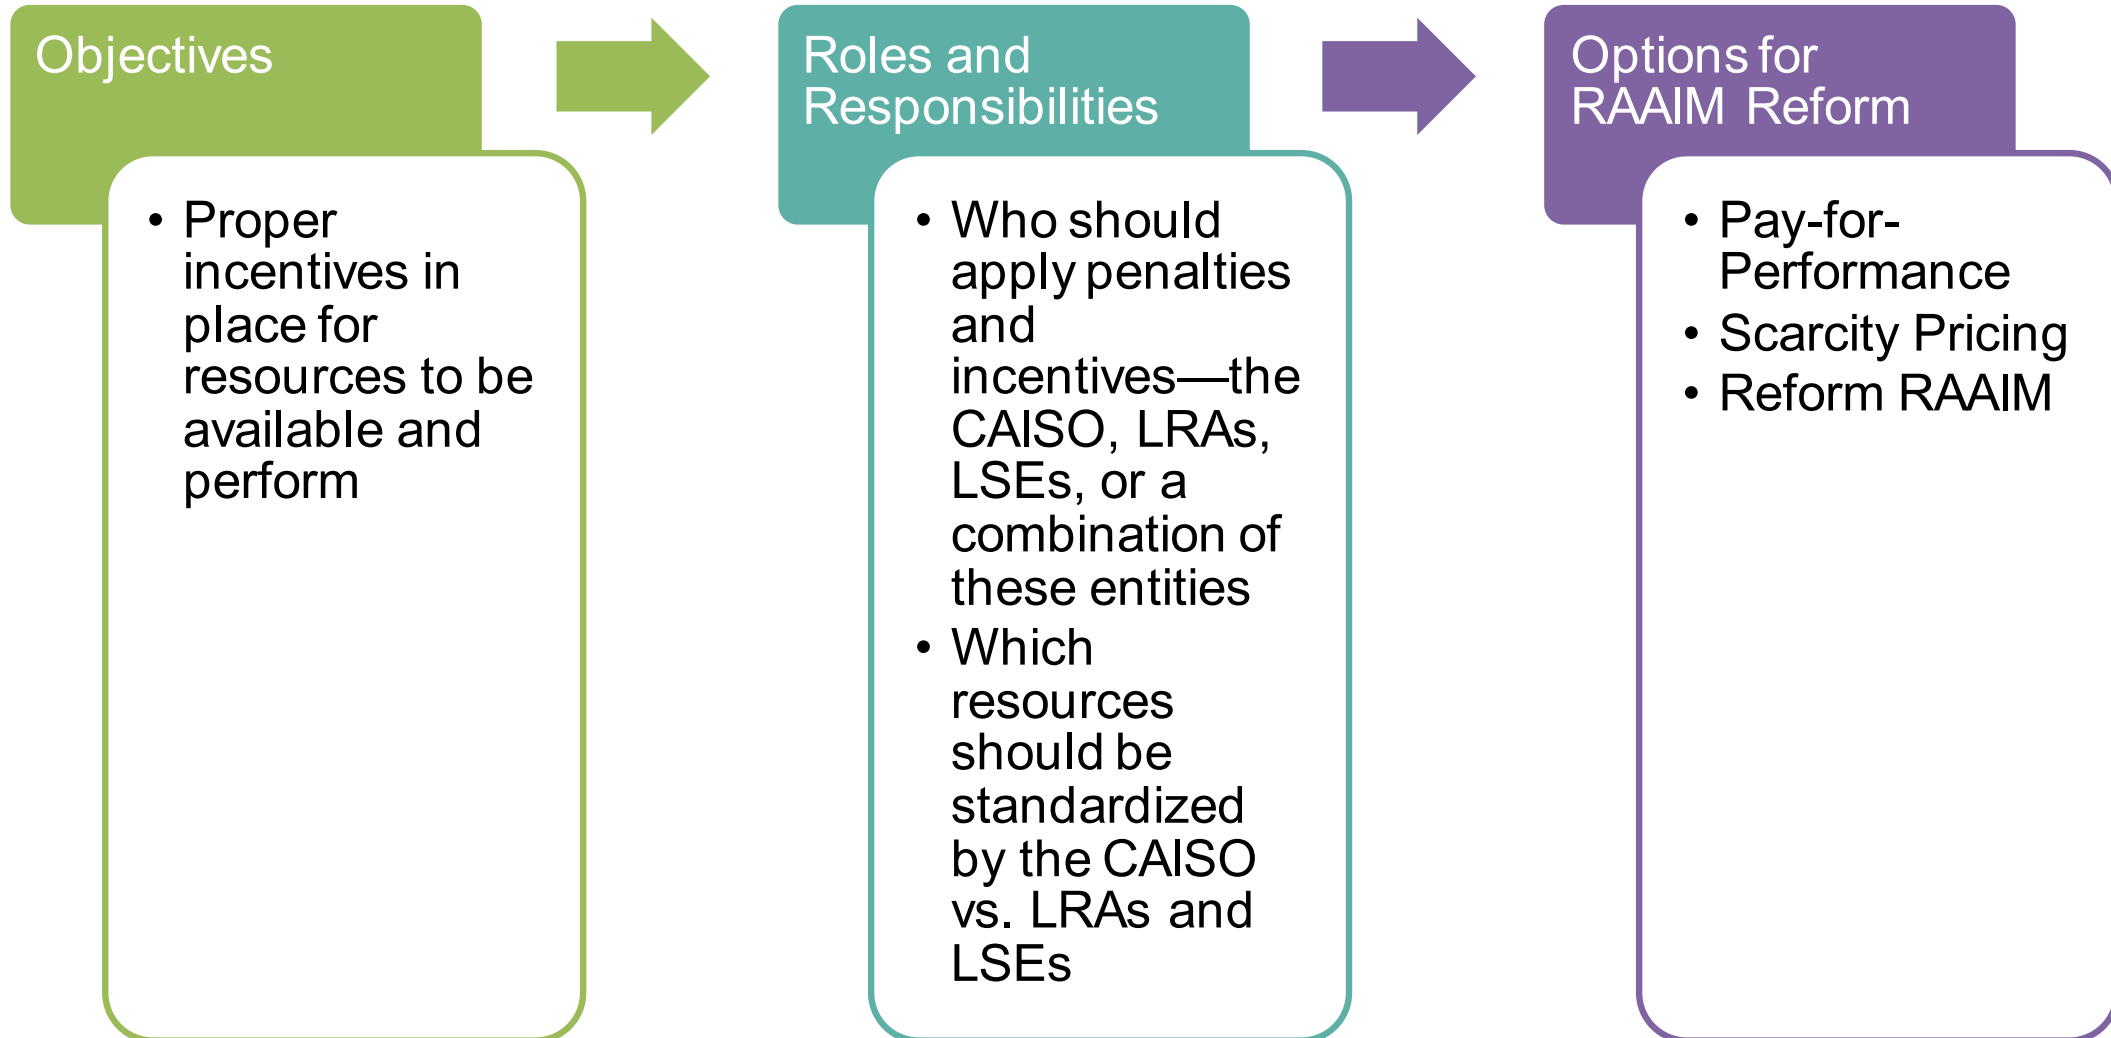 Objectives
• Proper
incentives in
place for
resources to be
available and
perform
Roles and
Responsibilities
• Who should
apply penalties
and
incentives—the
CAISO, LRAs,
LSEs, or a
combination of
these entities
• Which
resources
should be
standardized
by the CAISO
vs. LRAs and
LSEs
Options for
RAAIM Reform
• Pay-for-
Performance
• Scarcity Pricing
• Reform RAAIM